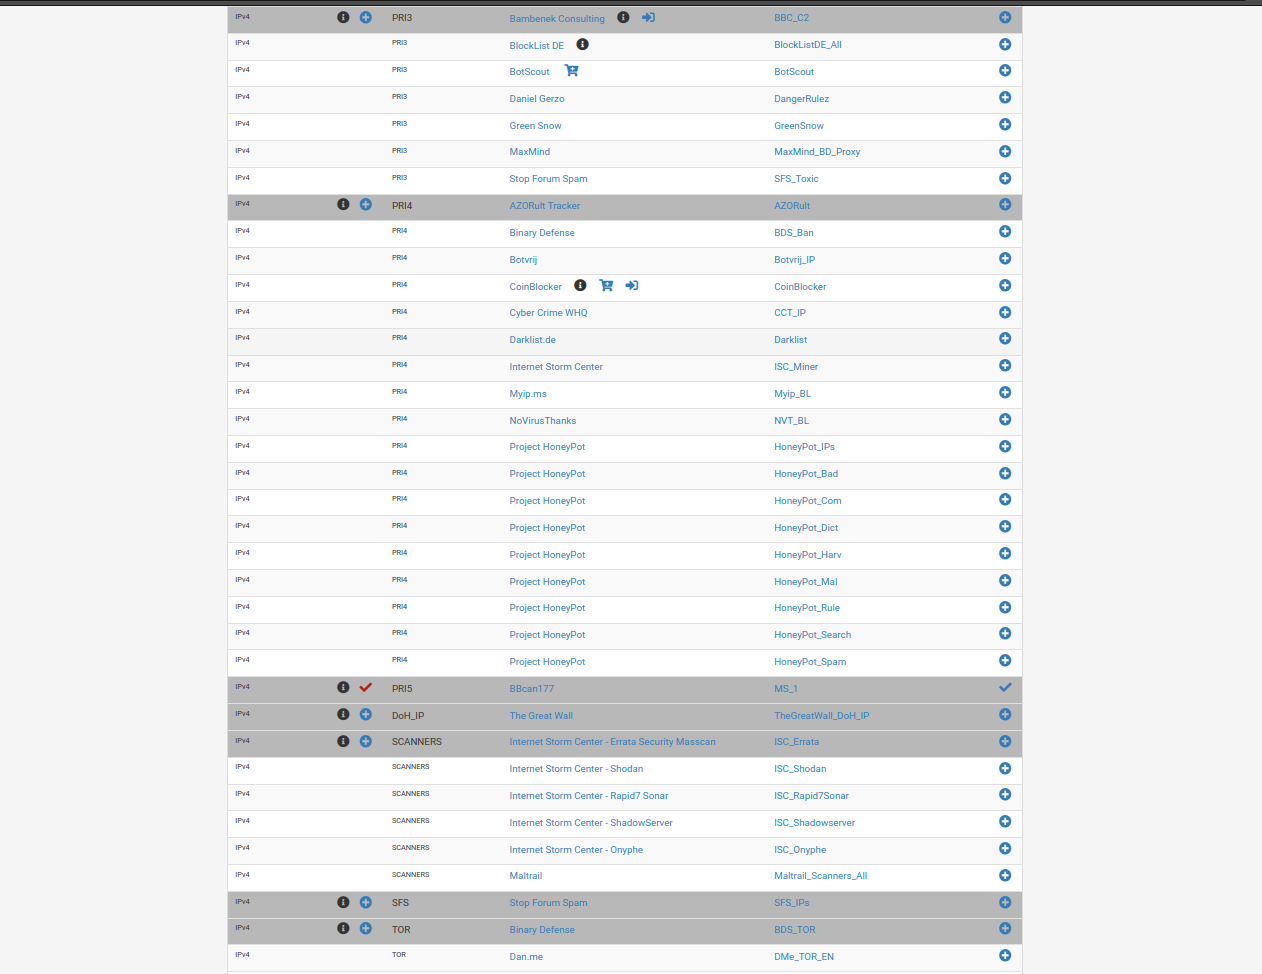 IPv4 PRI3 Bambenek Consulting BBC_C2
IPv4 PRI3 BlockList DE BlockListDE_All
IPv4 PRI3 BotScout BotScout
IPv4 PRI3 Daniel Gerzo DangerRulez
IPv4 PRI3 Green Snow GreenSnow
IPv4 PRI3 MaxMind MaxMind_BD_Proxy
IPv4 PRI3 Stop Forum Spam SFS_Toxic
IPv4 PRI4 AZORult Tracker AZORult
IPv4 PRI4 Binary Defense BDS_Ban
IPv4 PRI4 Botvrij Botvrij_IP
IPv4 PRI4 CoinBlocker CoinBlocker
IPv4 PRI4 Cyber Crime WHQ CCT_IP
IPv4 PRI4 Darklist.de Darklist
IPv4 PRI4 Internet Storm Center ISC_Miner
IPv4 PRI4 Myip.ms Myip_BL
IPv4 PRI4 NoVirusThanks NVT_BL
IPv4 PRI4 Project HoneyPot HoneyPot_IPs
IPv4 PRI4 Project HoneyPot HoneyPot_Bad
IPv4 PRI4 Project HoneyPot HoneyPot_Com
IPv4 PRI4 Project HoneyPot HoneyPot_Dict
IPv4 PRI4 Project HoneyPot HoneyPot_Harv
IPv4 PRI4 Project HoneyPot HoneyPot_Mal
IPv4 PRI4 Project HoneyPot HoneyPot_Rule
IPv4 PRI4 Project HoneyPot HoneyPot_Search
IPv4 PRI4 Project HoneyPot HoneyPot_Spam
IPv4 PRI5 BBcan177 MS_1
IPv4 DoH_IP The Great Wall TheGreatWall_DoH_IP
IPv4 SCANNERS Internet Storm Center - Errata Security Masscan ISC_Errata
IPv4 SCANNERS Internet Storm Center - Shodan ISC_Shodan
IPv4 SCANNERS Internet Storm Center - Rapid7 Sonar ISC_Rapid7Sonar
IPv4 SCANNERS Internet Storm Center - ShadowServer ISC_Shadowserver
IPv4 SCANNERS Internet Storm Center - Onyphe ISC_Onyphe
IPv4 SCANNERS Maltrail Maltrail_Scanners_All
IPv4 SFS Stop Forum Spam SFS_IPs
IPv4 TOR Binary Defense BDS_TOR
IPv4 TOR Dan.me DMe_TOR_EN